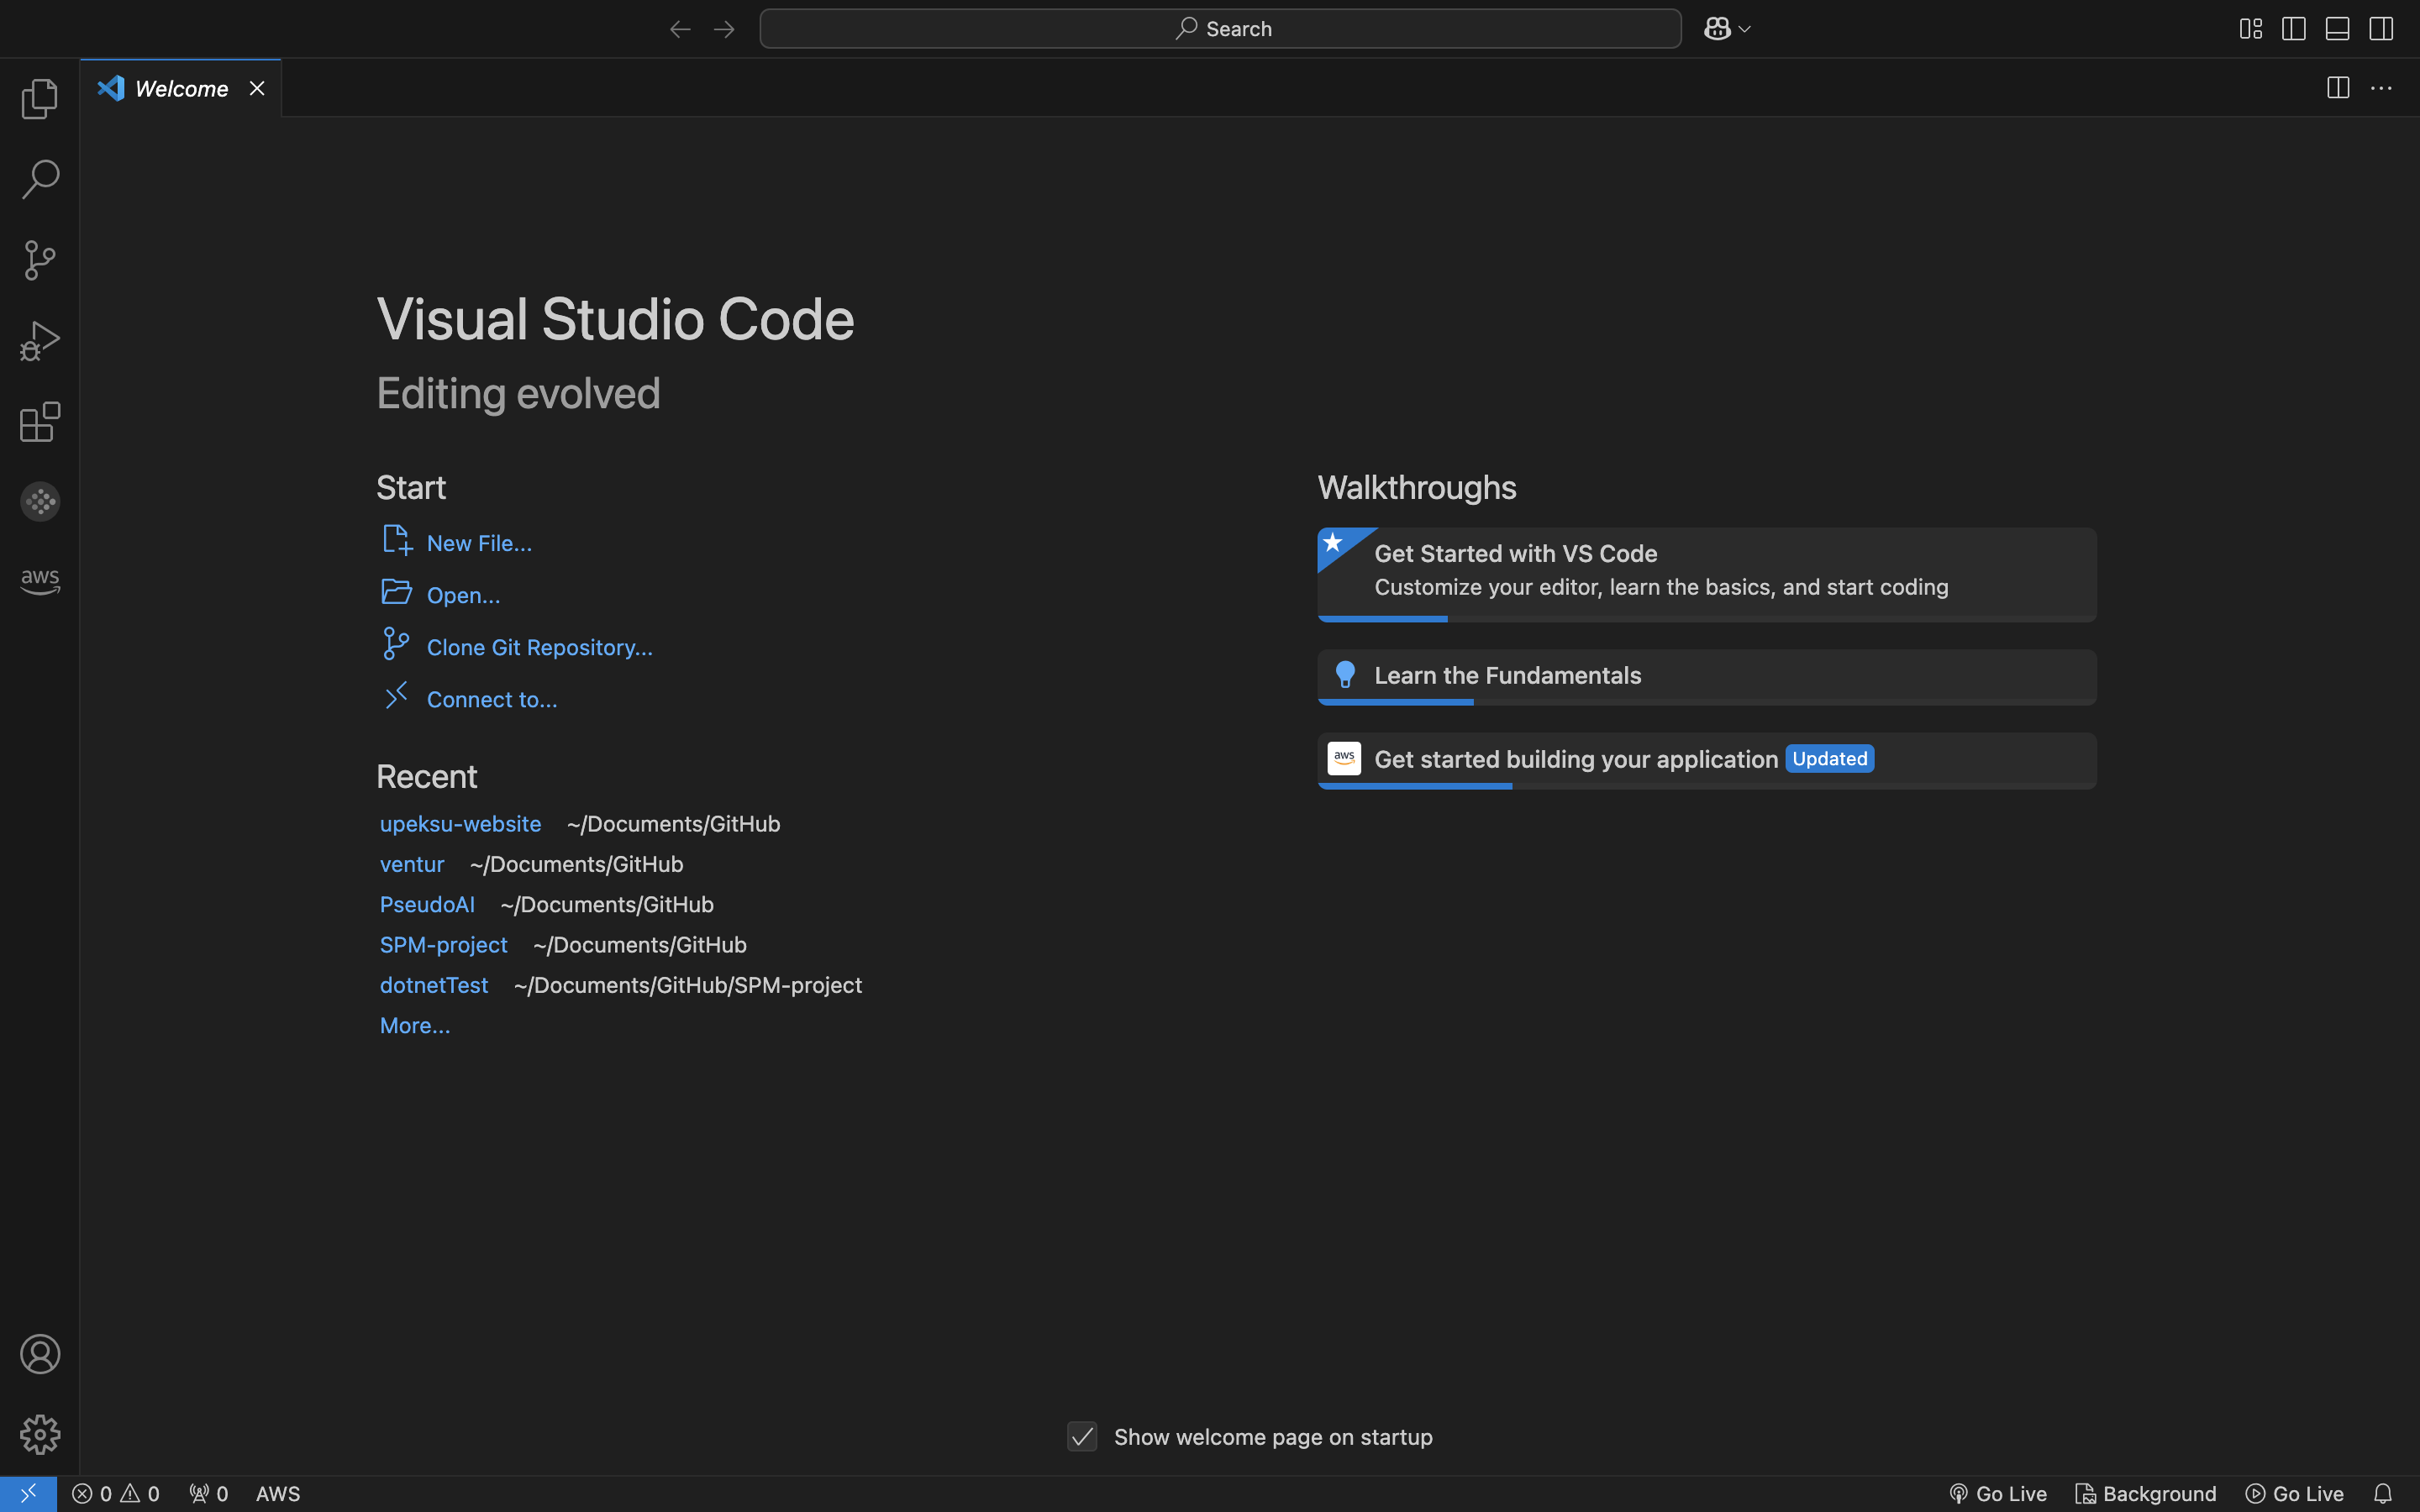 Search
Welcome
Visual Studio Code
Editing evolved
Start
New File...
Open...
Clone Git Repository...
Connect to...
Recent
upeksu-website ~/Documents/GitHub
ventur ~/Documents/GitHub
PseudoAI ~/Documents/GitHub
SPM-project ~/Documents/GitHub
dotnetTest ~/Documents/GitHub/SPM-project
More...
Walkthroughs
Get Started with VS Code
Customize your editor, learn the basics, and start coding
Learn the Fundamentals
aws Get started building your application Updated
aws
Show welcome page on startup
0 0 0 AWS
Go Live Background Go Live